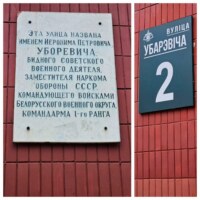 ЭТА УЛИЦА НАЗВАНА
ИМЕНЕМ ИЕРОНИМА ПЕТРОВИЧА
УБОРЕВИЧА
ВИДНОГО СОВЕТСКОГО
ВОЕННОГО ДЕЯТЕЛЯ,
ЗАМЕСТИТЕЛЯ НАРКОМА
ОБОРОНЫ СССР
КОМАНДУЮЩЕГО ВОЙСКАМИ
БЕЛОРУССКОГО ВОЕННОГО ОКРУГА
КОМАНДАРМА 1-го РАНГА
ВУЛІЦА
УБАРЭВІЧА
2